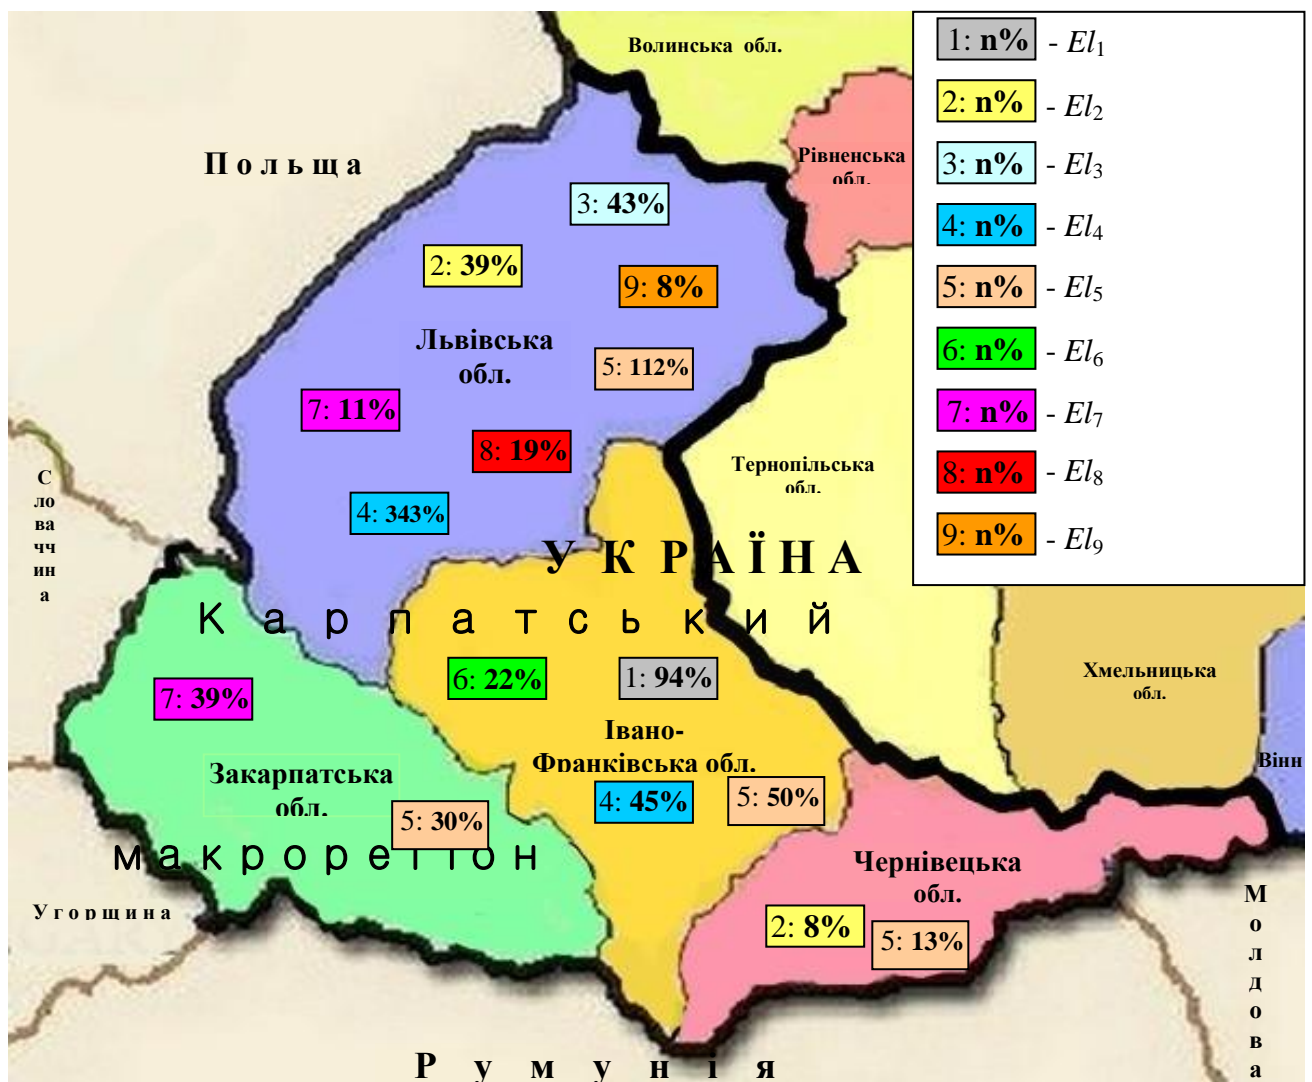 Волинська обл.
Польща
Рівненська
обл.
3: 43%
2: 39%
9: 8%
Львівська
обл.
5: 112%
7: 11%
8: 19%
4: 343%
Словаччина
Тернопільська
обл.
УКРАЇНА
Карпатський
6: 22%
1: 94%
7: 39%
Хмельницька
обл.
Івано-
Франківська обл.
Вінн
Закарпатська
обл.
4: 45%
5: 50%
5: 30%
макрорегіон
Чернівецька
обл.
Угорщина
2: 8%
5: 13%
Молдова
Румунія
1: n% - El1
2: n% - El2
3: n% - El3
4: n% - El4
5: n% - El5
6: n% - El6
7: n% - El7
8: n% - El8
9: n% - El9